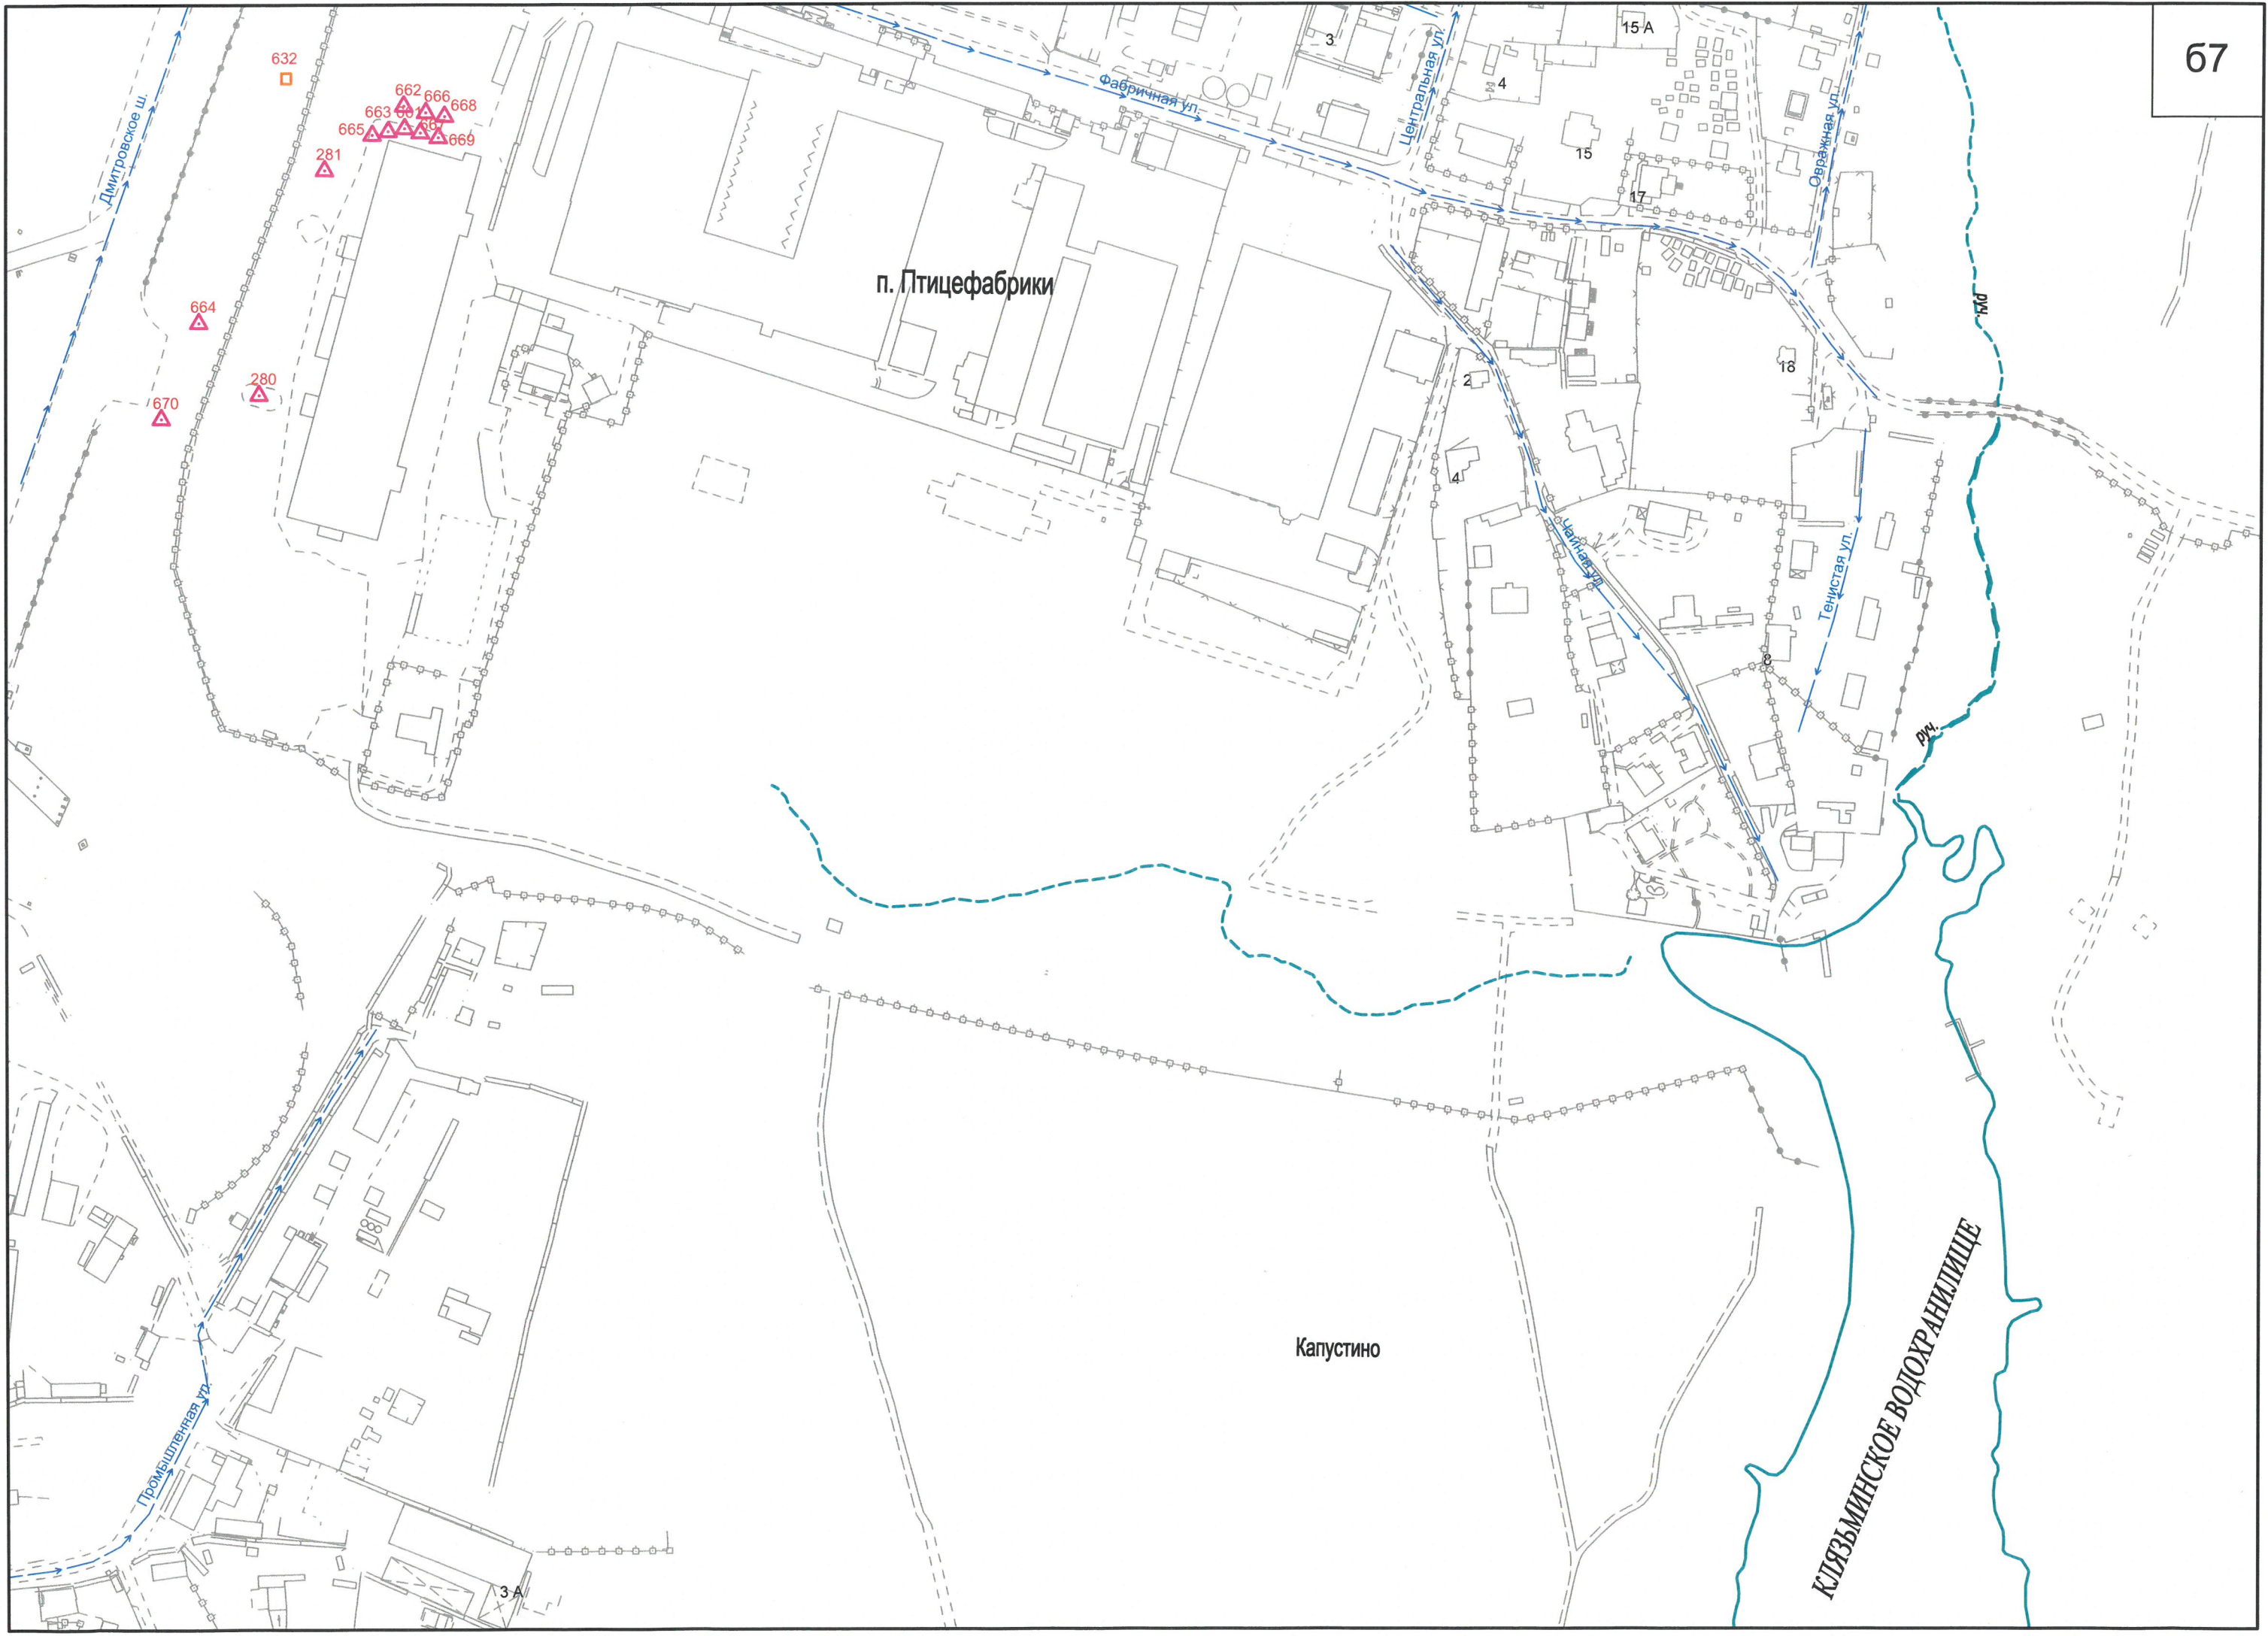 б7
15 А
3
632
4
Дмитровское ш.
Фабричная ул.
Центральная ул.
Овражная ул.
662
666
668
663
667
665
669
281
15
17
п. Птицефабрики
руч.
664
18
280
2
670
4
Чайная ул.
Тенистая ул.
8
руч.
Капустино
КЛЯЗЬМИНСКОЕ ВОДОХРАНИЛИЩЕ
Промышленная ул.
3 А